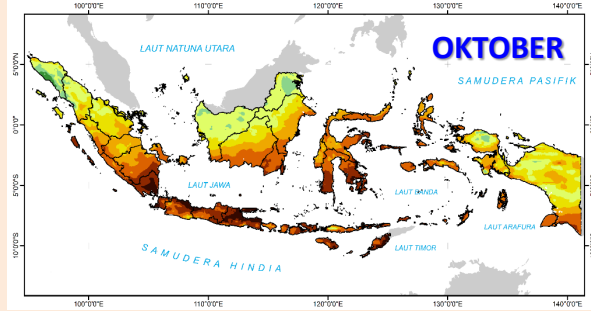 100°0'0"E 110°0'0"E 120°0'0"E 130°0'0"E 140°0'0"E
LAUT NATUNA UTARA
OKTOBER
SAMUDERA PASIFIK
5°0'0"N
0°0'0"
LAUT JAWA
LAUT BANDA
5°0'0"S
LAUT ARAFURA
SAMUDERA HINDIA
LAUT TIMOR
10°0'0"S
100°0'0"E 110°0'0"E 120°0'0"E 130°0'0"E 140°0'0"E